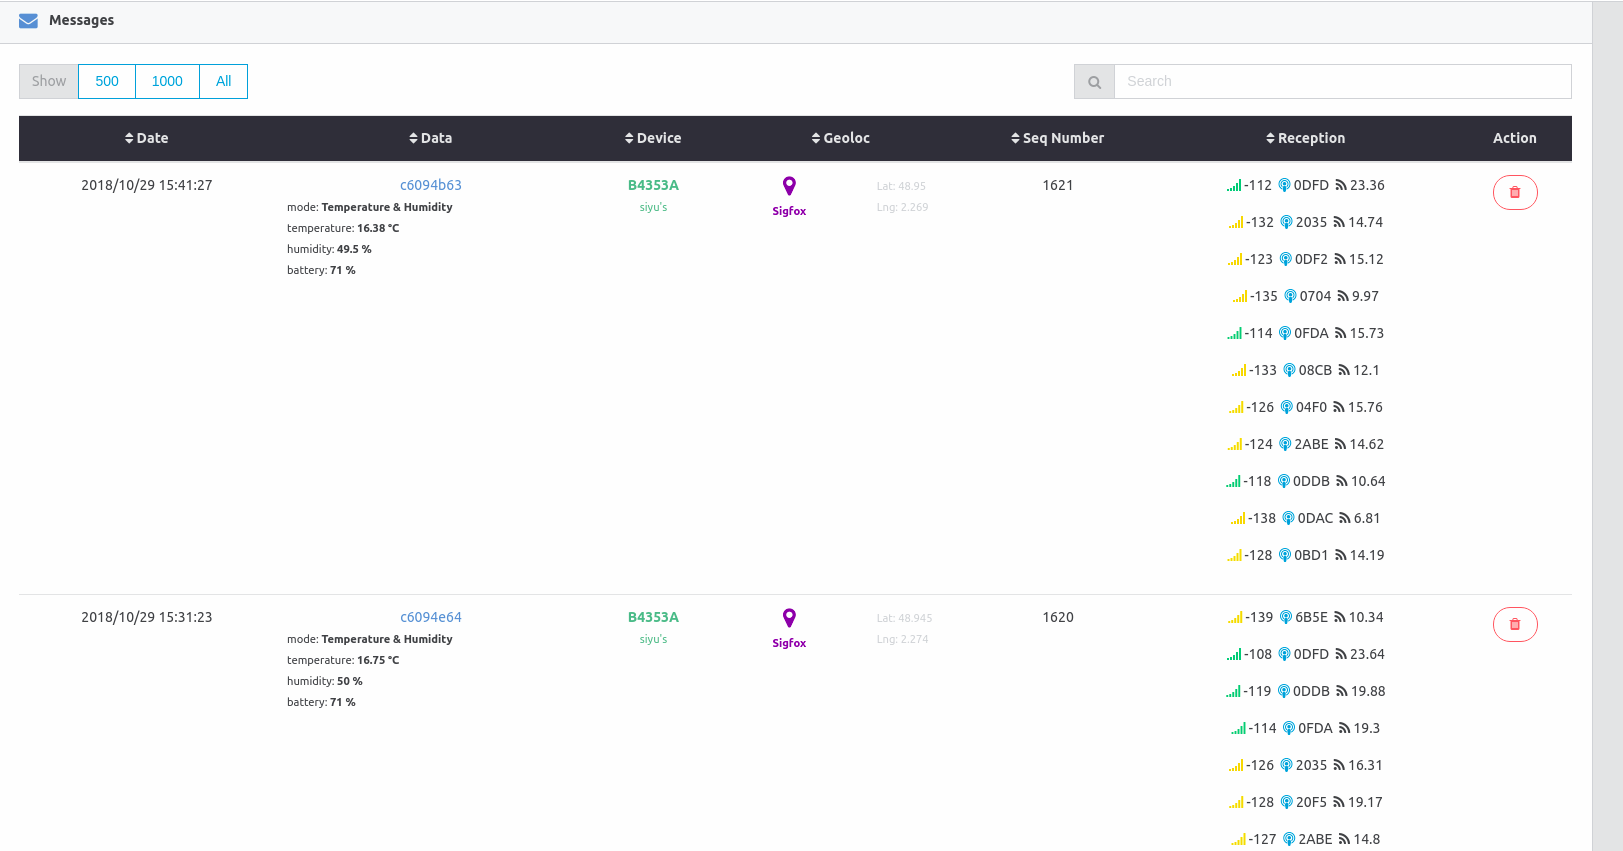 Messages
Show 500 1000 All Search
Date Data Device Geoloc Seq Number Reception Action
2018/10/29 15:41:27 c6094b63 B4353A Lat: 48.95 1621 -112 0DFD 23.36
mode: Temperature & Humidity siyu's Sigfox Lng: 2.269
temperature: 16.38 °C -132 2035 14.74
humidity: 49.5 % -123 0DF2 15.12
battery: 71 %
-135 0704 9.97
-114 0FDA 15.73
-133 08CB 12.1
-126 04F0 15.76
-124 2ABE 14.62
-118 0DDB 10.64
-138 0DAC 6.81
-128 0BD1 14.19
2018/10/29 15:31:23 c6094e64 B4353A Lat: 48.945 1620 -139 6B5E 10.34
mode: Temperature & Humidity siyu's Sigfox Lng: 2.274
temperature: 16.75 °C -108 0DFD 23.64
humidity: 50 % -119 0DDB 19.88
battery: 71 %
-114 0FDA 19.3
-126 2035 16.31
-128 20F5 19.17
-127 2ABE 14.8